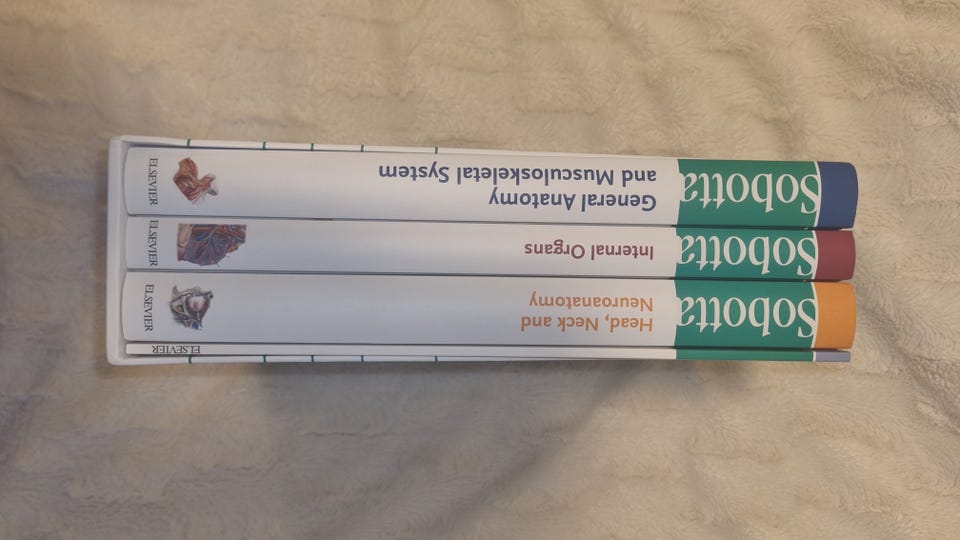 Sobotta
General Anatomy
and Musculoskeletal System
ELSEVIER
Sobotta
Internal Organs
ELSEVIER
Sobotta
Head, Neck and
Neuroanatomy
ELSEVIER
ELSEVIER